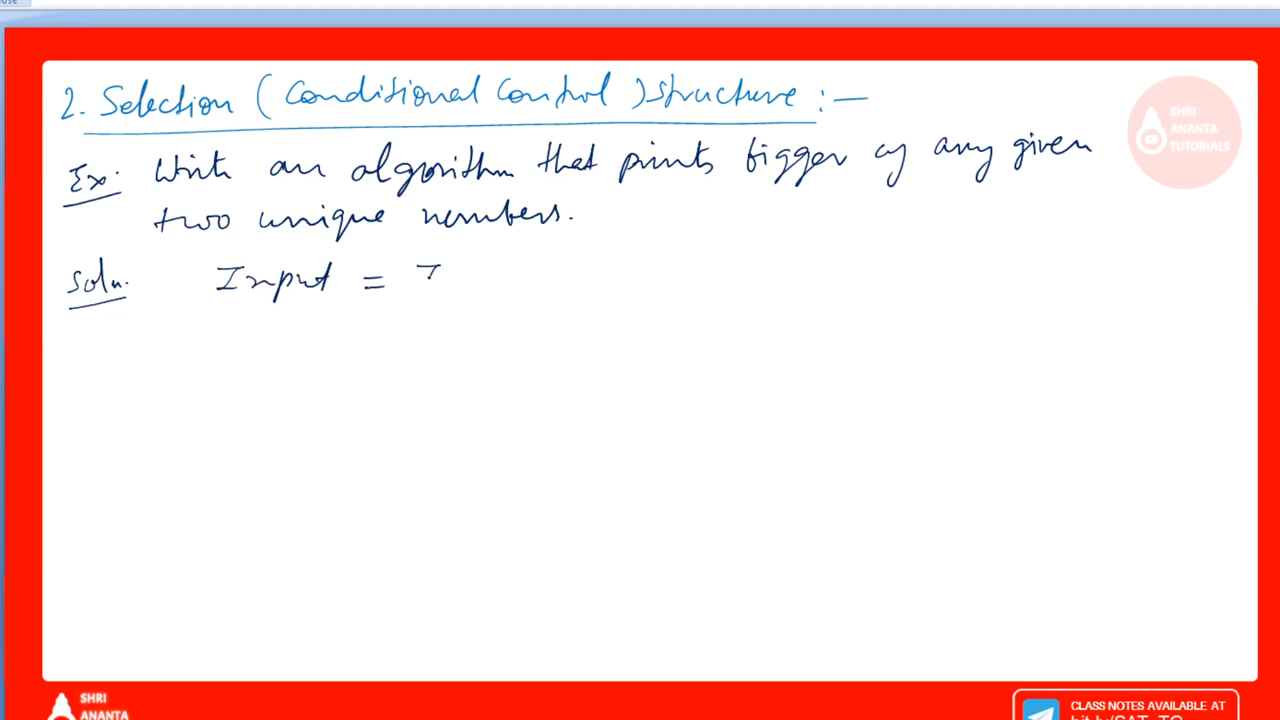 2. Selection (Conditional Control) structure :—
SHRI
ANANTA
TUTORIALS
Ex. Write an algorithm that prints bigger of any given
two unique numbers.
Soln. Input =
SHRI
ANANTA
CLASS NOTES AVAILABLE AT